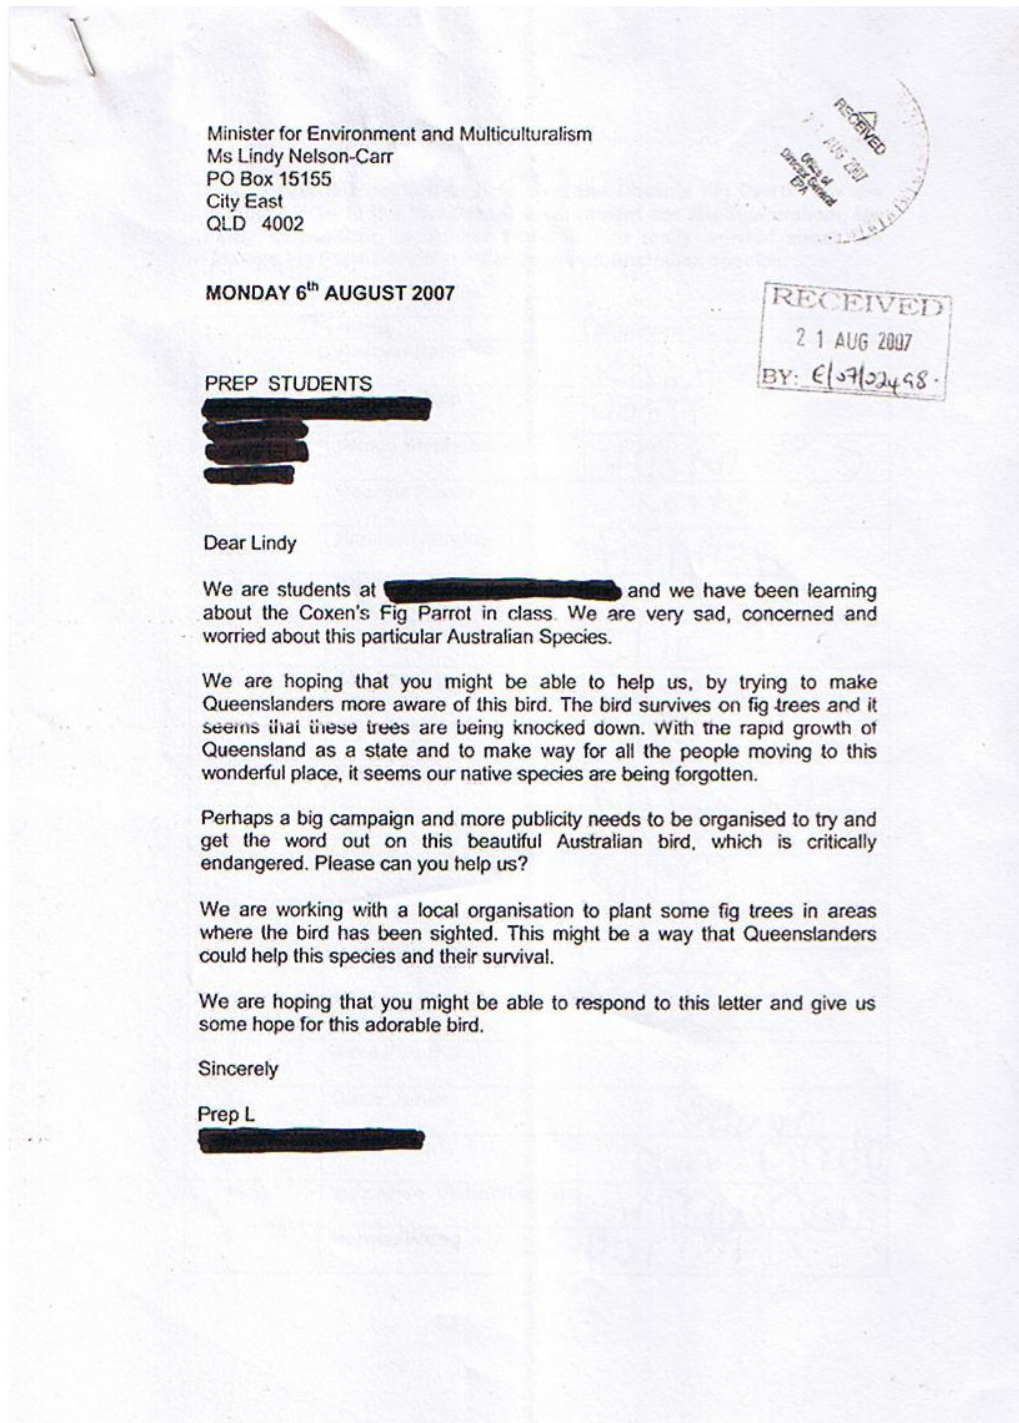 Minister for Environment and Multiculturalism
Ms Lindy Nelson-Carr
PO Box 15155
City East
QLD 4002
RECEIVED
AUG 2007
Office of
Director General
EPA
MONDAY 6th AUGUST 2007
RECEIVED
21 AUG 2007
BY: E/07/02498.
PREP STUDENTS
Dear Lindy
We are students at and we have been learning
about the Coxen's Fig Parrot in class. We are very sad, concerned and
worried about this particular Australian Species.
We are hoping that you might be able to help us, by trying to make
Queenslanders more aware of this bird. The bird survives on fig trees and it
seems that these trees are being knocked down. With the rapid growth of
Queensland as a state and to make way for all the people moving to this
wonderful place, it seems our native species are being forgotten.
Perhaps a big campaign and more publicity needs to be organised to try and
get the word out on this beautiful Australian bird, which is critically
endangered. Please can you help us?
We are working with a local organisation to plant some fig trees in areas
where the bird has been sighted. This might be a way that Queenslanders
could help this species and their survival.
We are hoping that you might be able to respond to this letter and give us
some hope for this adorable bird.
Sincerely
Prep L